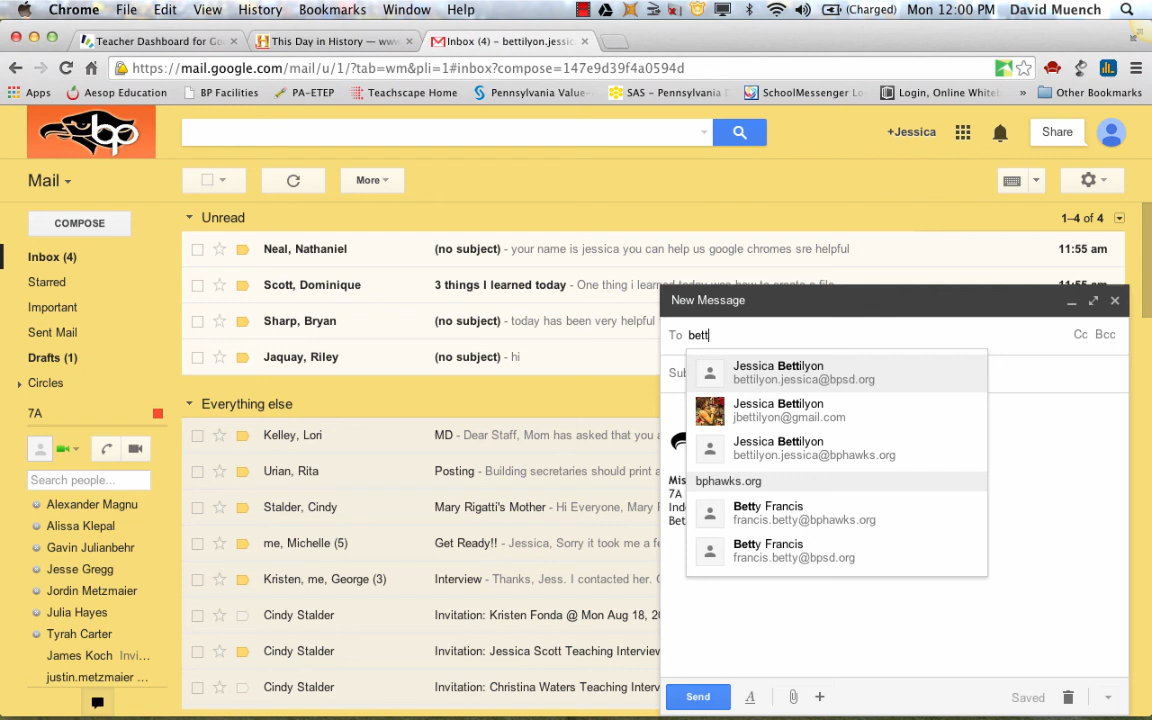 Chrome File Edit View History Bookmarks Window Help (Charged) Mon 12:00 PM David Muench
Teacher Dashboard for Go This Day in History — www Inbox (4) – bettilyon.jessic
https://mail.google.com/mail/u/1/?tab=wm&pli=1#inbox?compose=147e9d39f4a0594d
Apps Aesop Education BP Facilities PA-ETEP Teachscape Home Pennsylvania Value- SAS - Pennsylvania D SchoolMessenger Lo Login, Online White » Other Bookmarks
bp
+Jessica Share
Mail More
COMPOSE
Unread 1–4 of 4
Inbox (4)
Starred
Important
Sent Mail
Drafts (1)
Circles
7A
Neal, Nathaniel (no subject) - your name is jessica you can help us google chromes sre helpful 11:55 am
Scott, Dominique 3 things I learned today - One thing i learned today was how to create a file 11:55 am
Sharp, Bryan (no subject) - today has been very helpful
Jaquay, Riley (no subject) - hi
Everything else
Kelley, Lori MD - Dear Staff, Mom has asked that you a
Urian, Rita Posting - Building secretaries should print a
Stalder, Cindy Mary Rigatti's Mother - Hi Everyone, Mary
Get Ready!! - Jessica, Sorry it took me a fe
me, Michelle (5)
Kristen, me, George (3) Interview - Thanks, Jess. I contacted her. C
Cindy Stalder Invitation: Kristen Fonda @ Mon Aug 18, 20
Cindy Stalder Invitation: Jessica Scott Teaching Interview
Cindy Stalder Invitation: Christina Waters Teaching Interv
Search people...
Alexander Magnu
Alissa Klepal
Gavin Julianbehr
Jesse Gregg
Jordin Metzmaier
Julia Hayes
Tyrah Carter
James Koch Invi...
justin.metzmaier ...
New Message
To bett Cc Bcc
Sub
Jessica Bettilyon
bettilyon.jessica@bpsd.org
Jessica Bettilyon
jbettilyon@gmail.com
Jessica Bettilyon
bettilyon.jessica@bphawks.org
bphawks.org
Betty Francis
francis.betty@bphawks.org
Betty Francis
francis.betty@bpsd.org
Mis
7A
Ind
Bet
Send A Saved